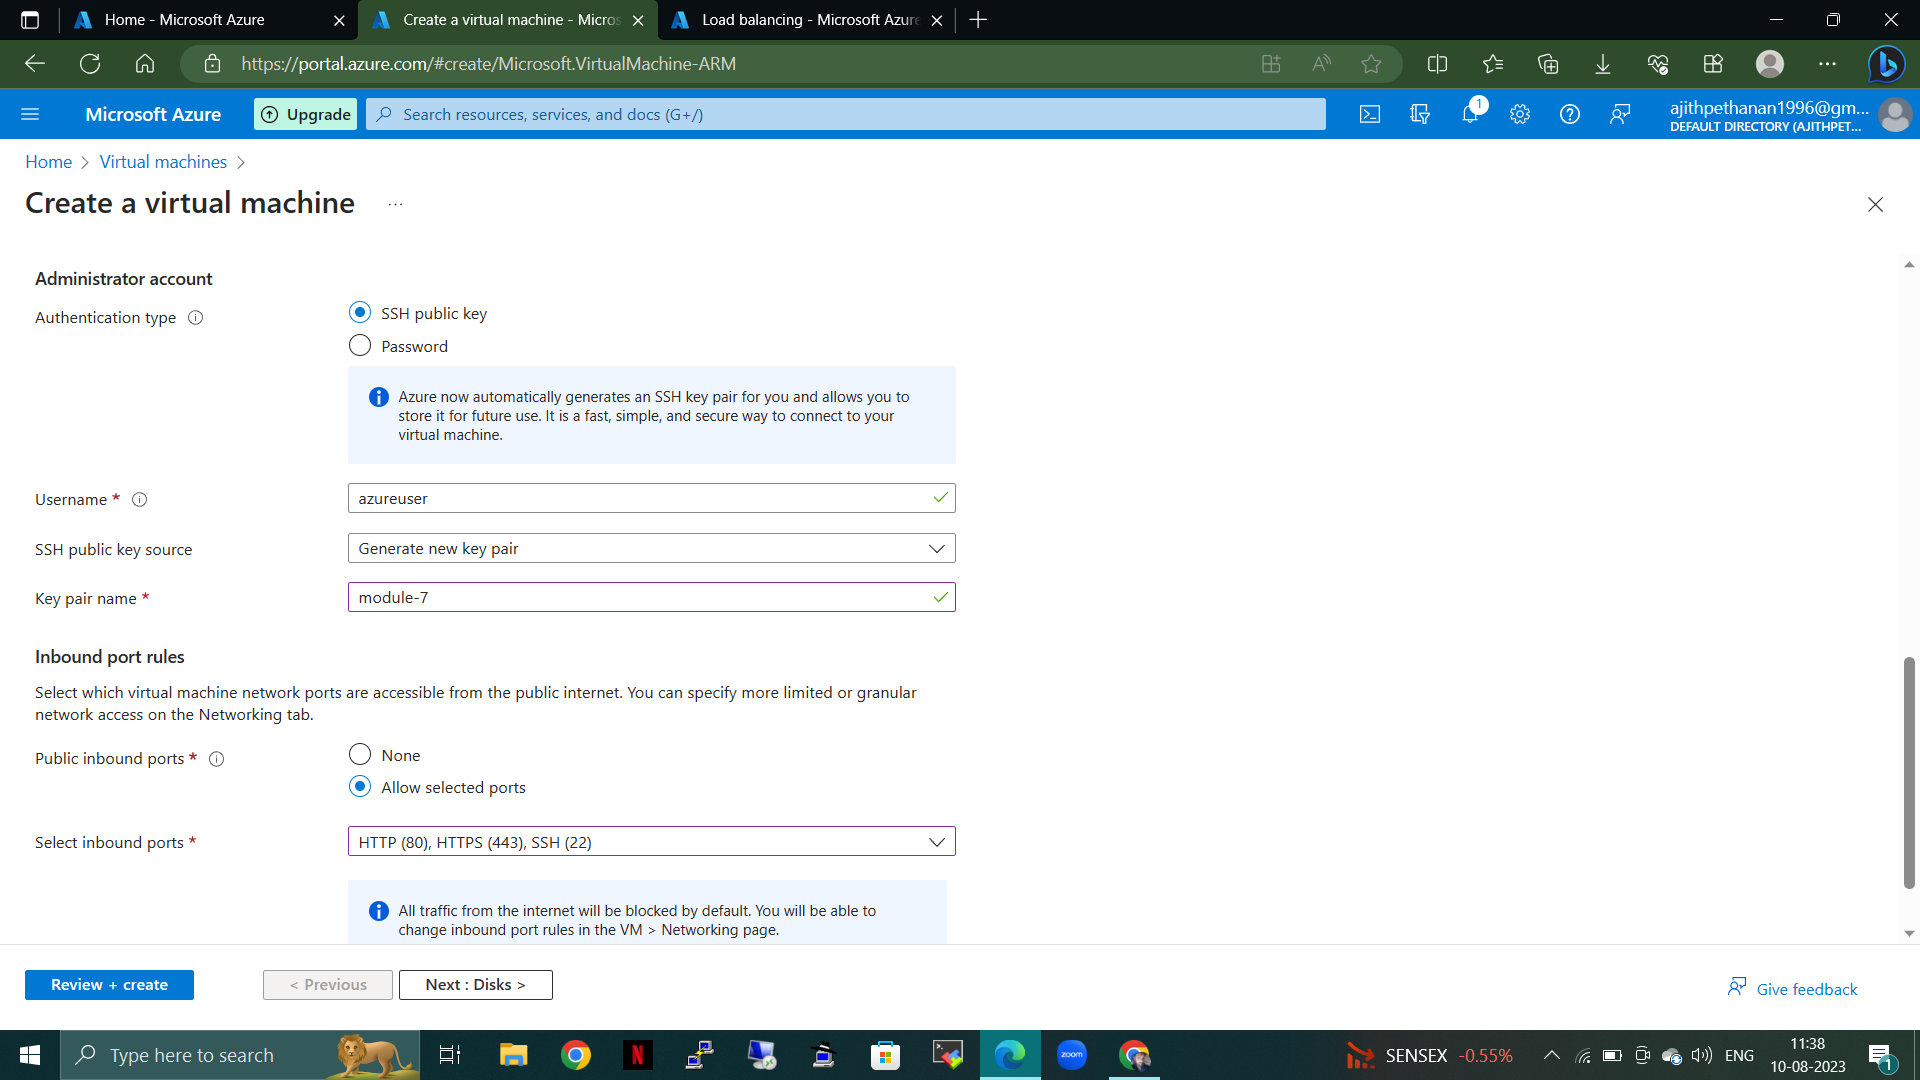 Home - Microsoft Azure
Create a virtual machine - Micros
Load balancing - Microsoft Azure
https://portal.azure.com/#create/Microsoft.VirtualMachine-ARM
Microsoft Azure
Upgrade
Search resources, services, and docs (G+/)
1
ajithpethanan1996@gm...
DEFAULT DIRECTORY (AJITHPET...
Home > Virtual machines >
Create a virtual machine ...
Administrator account
Authentication type
SSH public key
Password
Azure now automatically generates an SSH key pair for you and allows you to
store it for future use. It is a fast, simple, and secure way to connect to your
virtual machine.
Username *
azureuser
SSH public key source
Generate new key pair
Key pair name *
module-7
Inbound port rules
Select which virtual machine network ports are accessible from the public internet. You can specify more limited or granular
network access on the Networking tab.
Public inbound ports *
None
Allow selected ports
Select inbound ports *
HTTP (80), HTTPS (443), SSH (22)
All traffic from the internet will be blocked by default. You will be able to
change inbound port rules in the VM > Networking page.
Review + create
< Previous
Next : Disks >
Give feedback
Type here to search
N
zoom
SENSEX -0.55%
ENG
11:38
10-08-2023
1